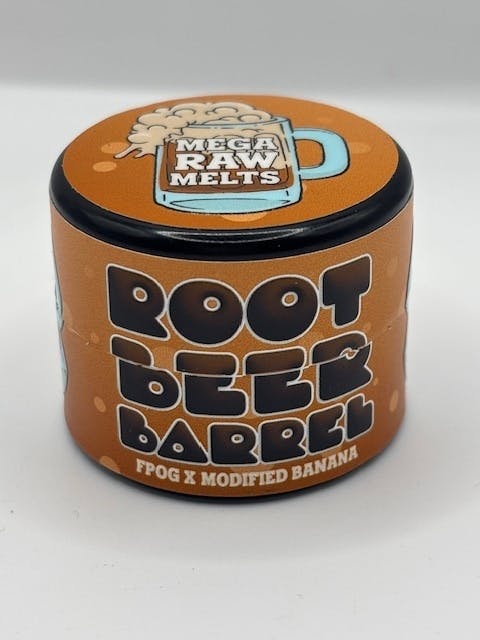 MEGA
RAW
MELTS
ROOT
BEER
BARREL
FPOG X MODIFIED BANANA